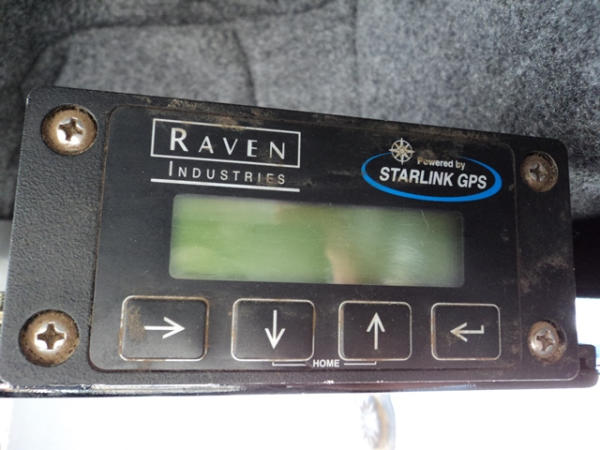 RAVEN
INDUSTRIES
Powered by
STARLINK GPS
HOME